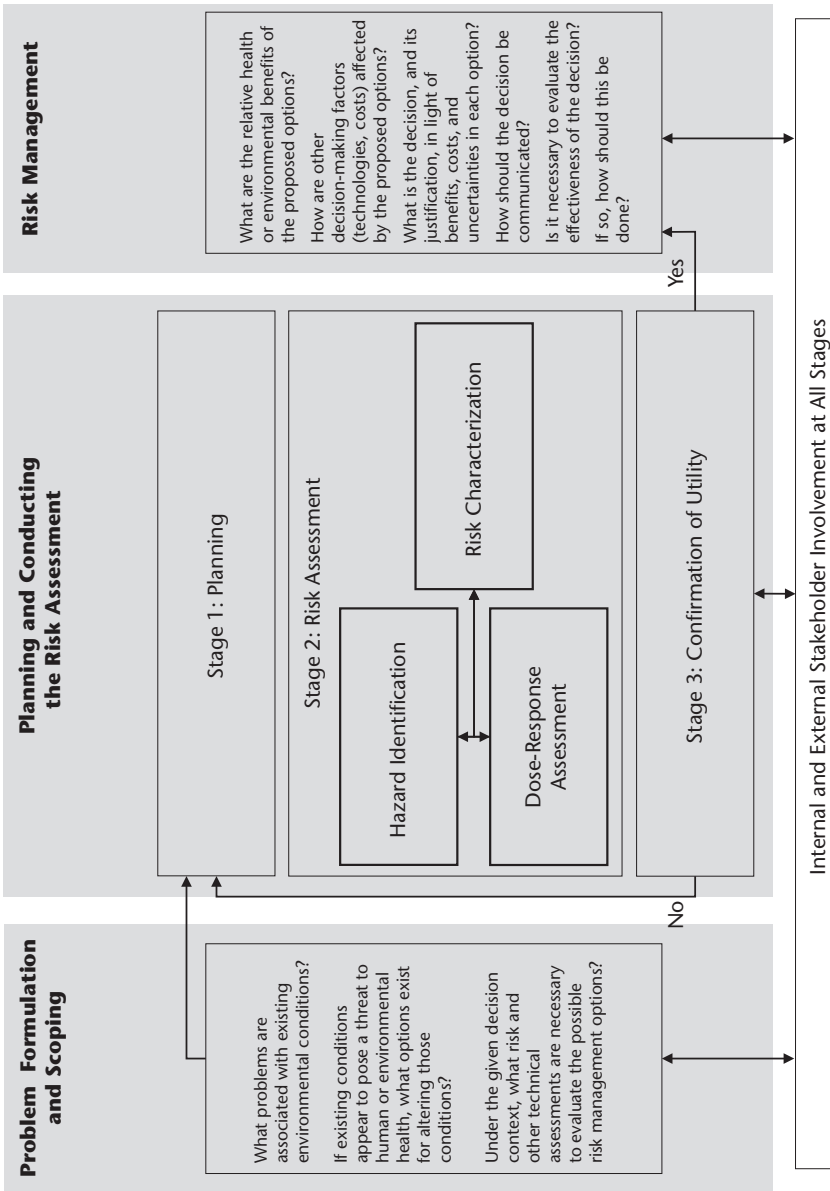 Problem Formulation
and Scoping
What problems are
associated with existing
environmental conditions?
If existing conditions
appear to pose a threat to
human or environmental
health, what options exist
for altering those
conditions?
Under the given decision
context, what risk and
other technical
assessments are necessary
to evaluate the possible
risk management options?
Planning and Conducting
the Risk Assessment
Stage 1: Planning
Stage 2: Risk Assessment
Hazard Identification
Dose-Response
Assessment
Risk Characterization
Stage 3: Confirmation of Utility
No
Yes
Risk Management
What are the relative health
or environmental benefits of
the proposed options?
How are other
decision-making factors
(technologies, costs) affected
by the proposed options?
What is the decision, and its
justification, in light of
benefits, costs, and
uncertainties in each option?
How should the decision be
communicated?
Is it necessary to evaluate the
effectiveness of the decision?
If so, how should this be
done?
Internal and External Stakeholder Involvement at All Stages